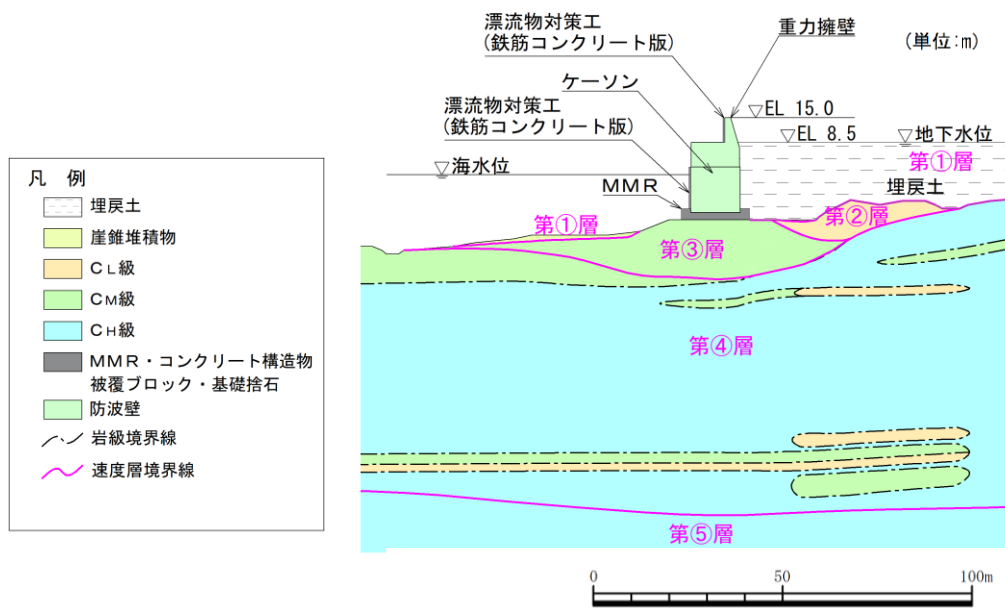 漂流物対策工
(鉄筋コンクリート版)
重力擁壁
(単位:m)
ケーソン
漂流物対策工
(鉄筋コンクリート版)
▽EL 15.0
▽EL 8.5
▽地下水位
▽海水位
第①層
埋戻土
MMR
第①層
第②層
第③層
第④層
第⑤層
凡 例
埋戻土
崖錐堆積物
CL級
CM級
CH級
MMR・コンクリート構造物
被覆ブロック・基礎捨石
防波壁
岩級境界線
速度層境界線
0 50 100m